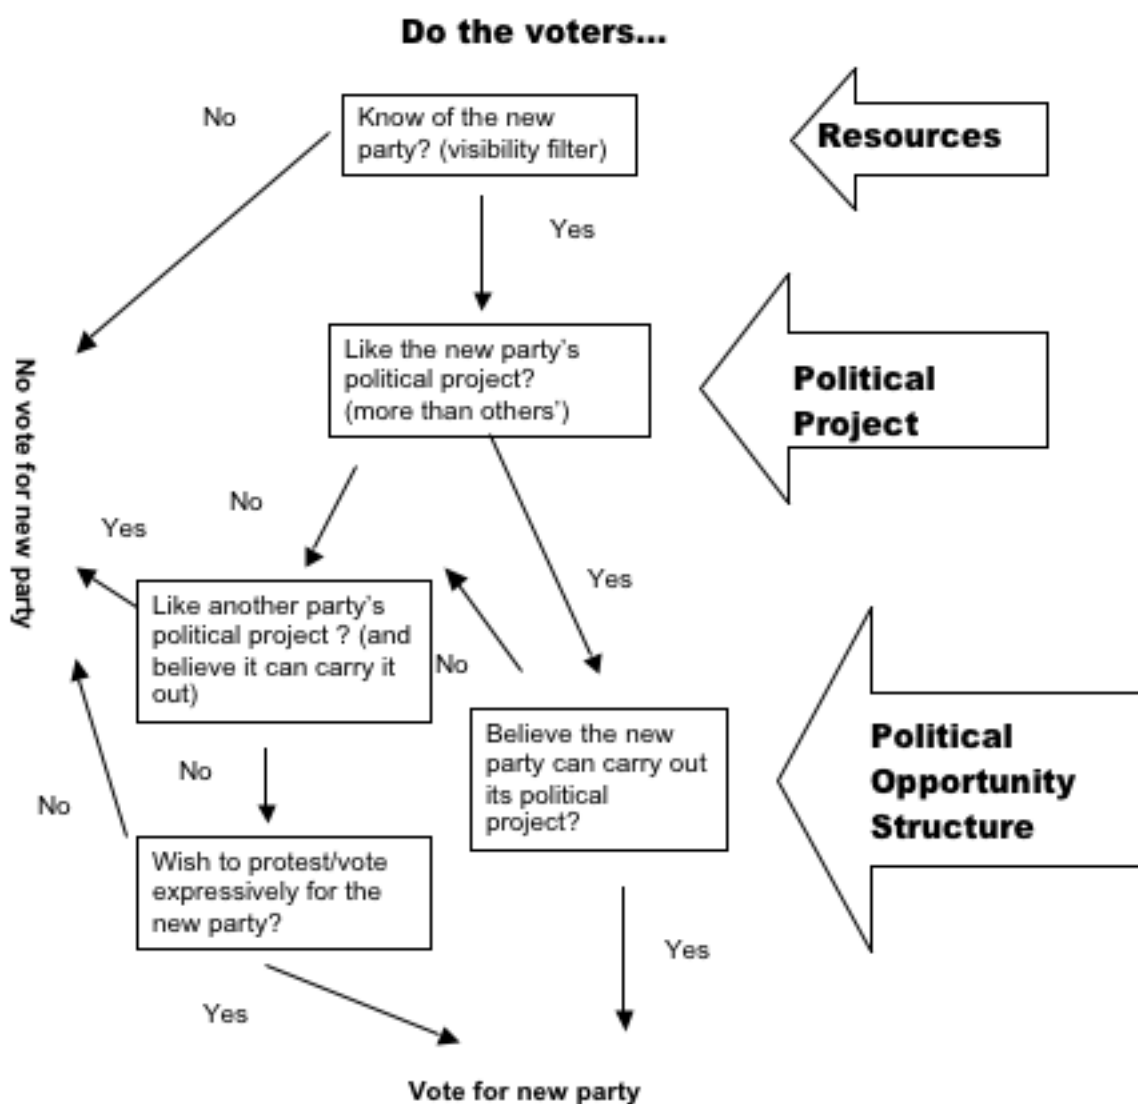 Do the voters...
No
Know of the new
party? (visibility filter)
Resources
Yes
Like the new party's
political project?
(more than others')
Political
Project
No vote for new party
No
Yes
Yes
Like another party's
political project ? (and
believe it can carry it
out)
No
Believe the new
party can carry out
its political
project?
Political
Opportunity
Structure
No
No
Wish to protest/vote
expressively for the
new party?
Yes
Yes
Vote for new party